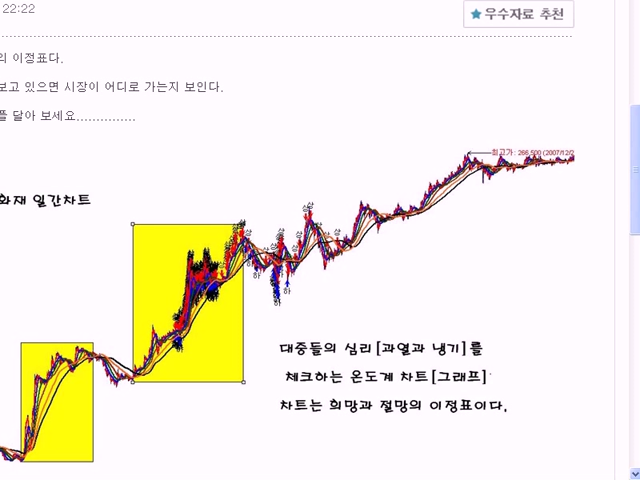 22:22
우수자료 추천
의 이정표다.
보고 있으면 시장이 어디로 가는지 보인다.
플 달아 보세요...............
최고가 : 266,500 (2007/12/2
화재 일간차트
대중들의 심리[과열과 냉기]를
체크하는 온도계 차트[그래프]
차트는 희망과 절망의 이정표이다.